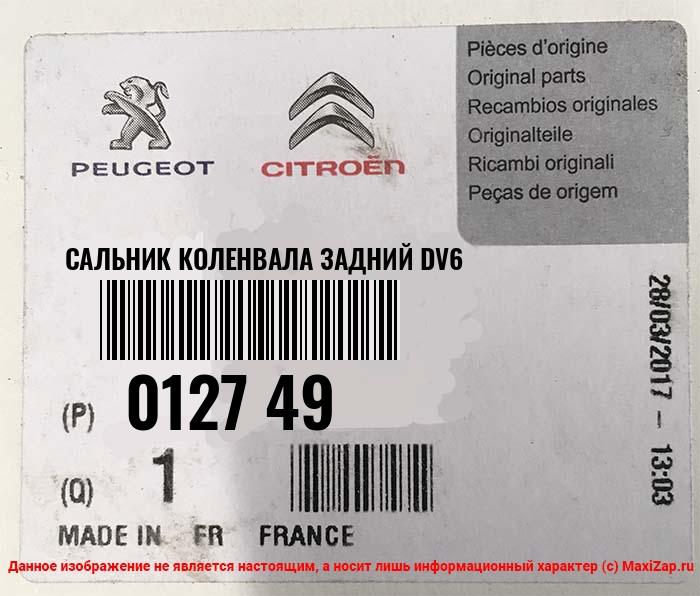 Pièces d'origine
Original parts
Recambios originales
Originalteile
Ricambi originali
Peças de origem
PEUGEOT
CITROËN
САЛЬНИК КОЛЕНВАЛА ЗАДНИЙ DV6
28/03/2017 - 13:03
(P) 0127 49
(Q) 1
MADE IN FR FRANCE
Данное изображение не является настоящим, а носит лишь информационный характер (c) MaxiZap.ru